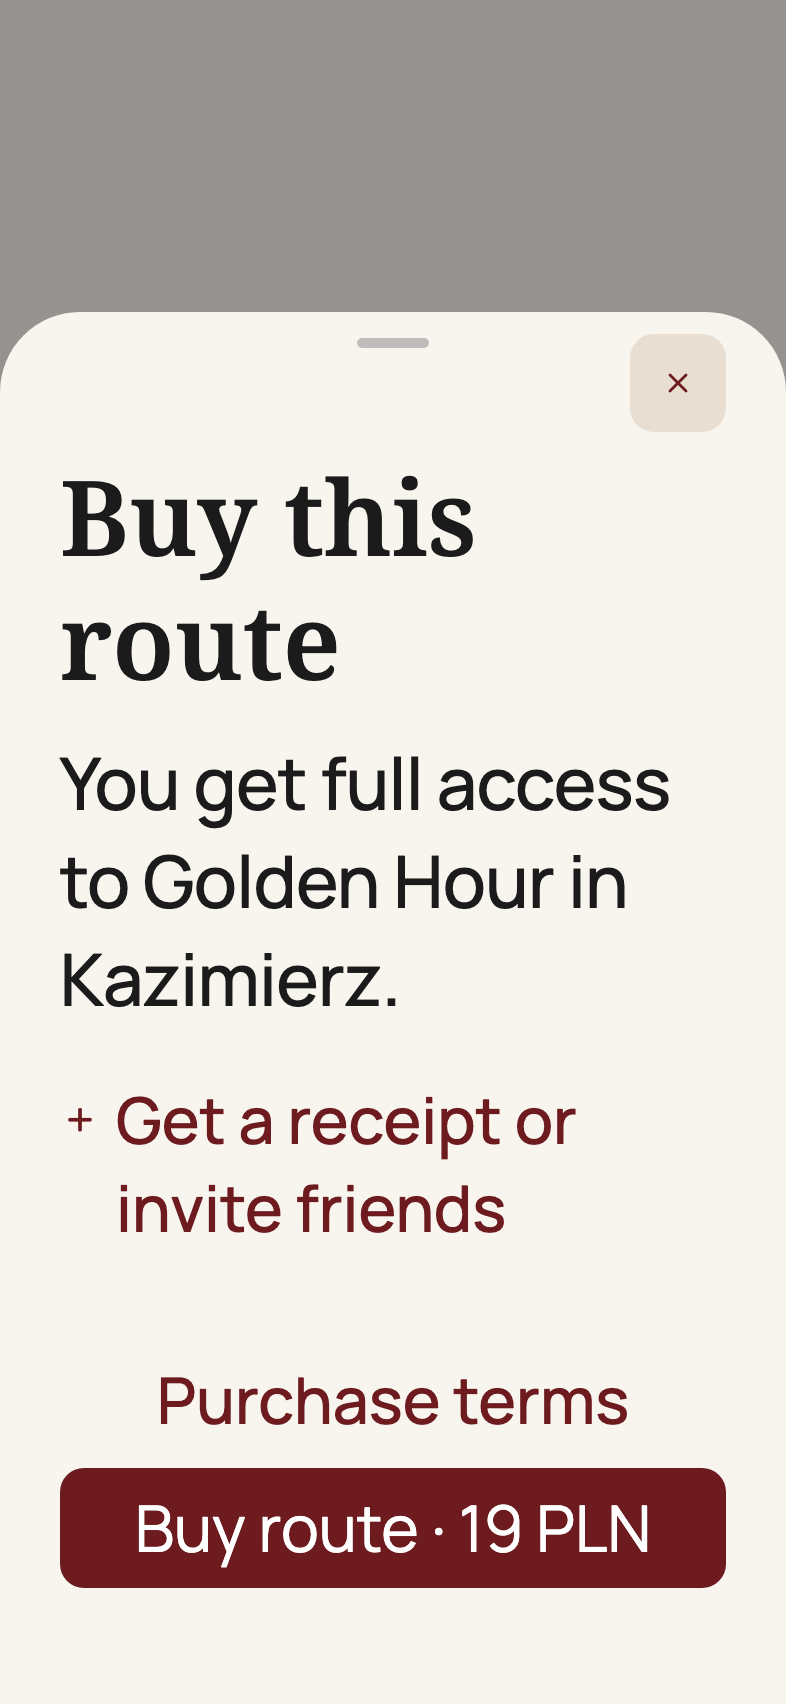 Buy this
route
You get full access
to Golden Hour in
Kazimierz.
+ Get a receipt or
invite friends
Purchase terms
Buy route · 19 PLN